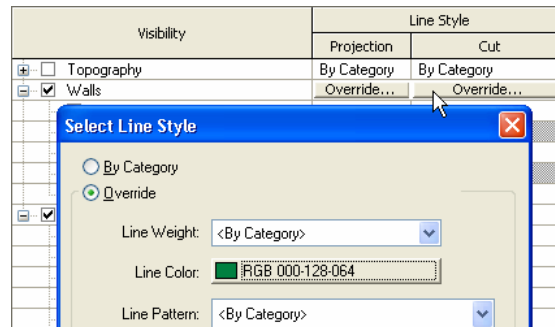 Visibility
Line Style
Projection
Cut
Topography By Category By Category
Walls Override... Override...
Select Line Style
By Category
Override
Line Weight: <By Category>
Line Color: RGB 000-128-064
Line Pattern: <By Category>